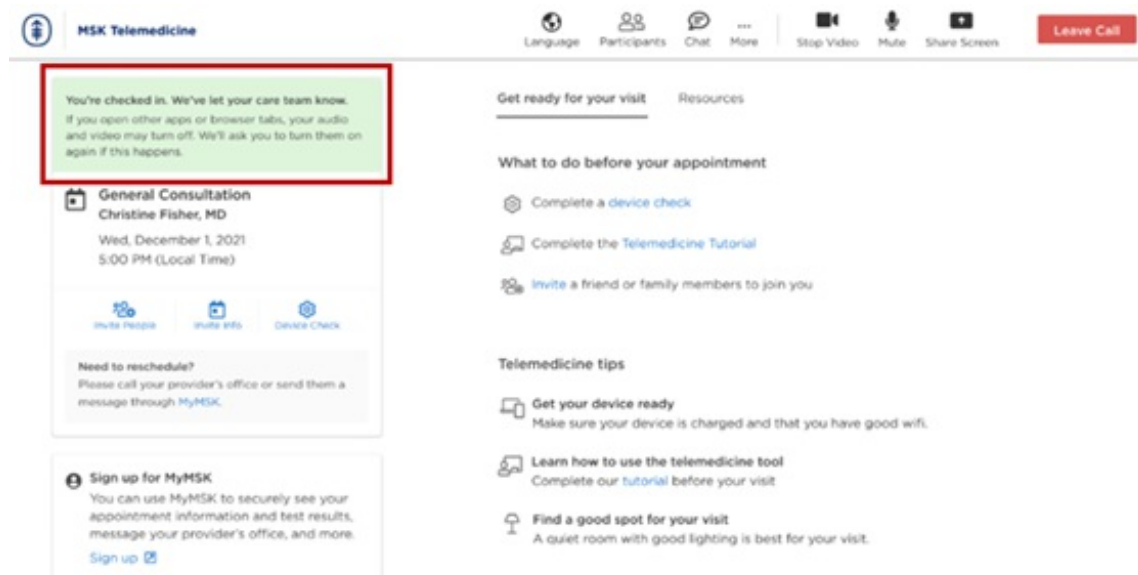 MSK Telemedicine
Language
Participants
Chat
More
Stop Video
Mute
Share Screen
Leave Call
You're checked in. We've let your care team know.
If you open other apps or browser tabs, your audio
and video may turn off. We'll ask you to turn them on
again if this happens.
General Consultation
Christine Fisher, MD
Wed, December 1, 2021
5:00 PM (Local Time)
Invite People
Invite Info
Device Check
Need to reschedule?
Please call your provider's office or send them a
message through MyMSK.
Sign up for MyMSK
You can use MyMSK to securely see your
appointment information and test results,
message your provider's office, and more.
Sign up
Get ready for your visit
Resources
What to do before your appointment
Complete a device check
Complete the Telemedicine Tutorial
Invite a friend or family members to join you
Telemedicine tips
Get your device ready
Make sure your device is charged and that you have good wifi.
Learn how to use the telemedicine tool
Complete our tutorial before your visit
Find a good spot for your visit
A quiet room with good lighting is best for your visit.